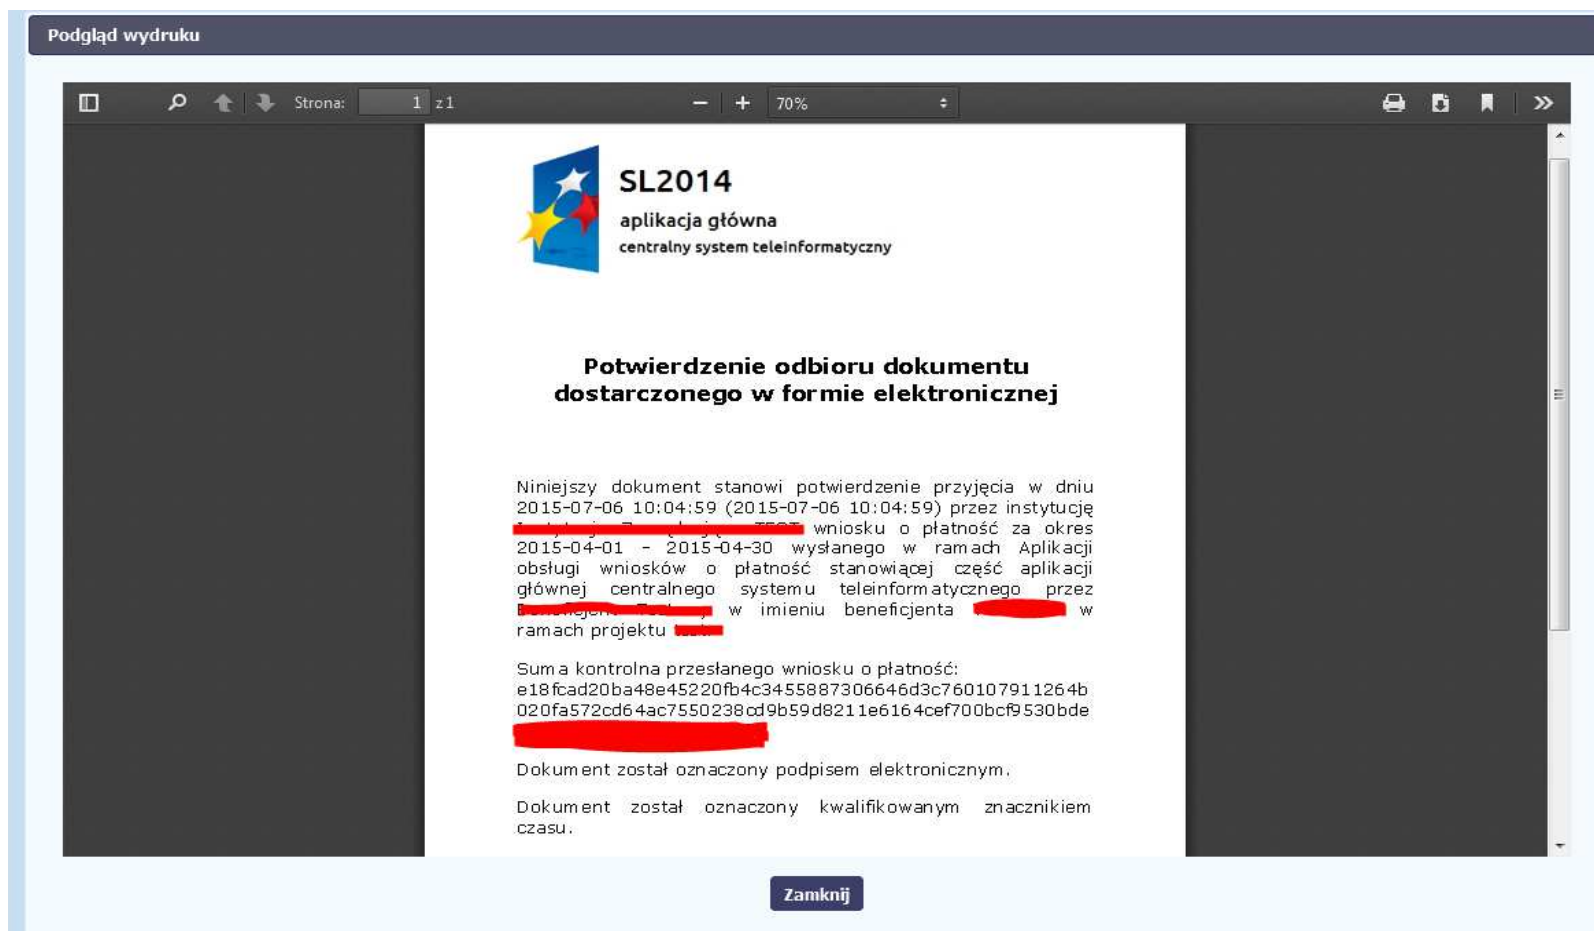 Podgląd wydruku
Strona: 1 z 1 70%
SL2014
aplikacja główna
centralny system teleinformatyczny
Potwierdzenie odbioru dokumentu
dostarczonego w formie elektronicznej
Niniejszy dokument stanowi potwierdzenie przyjęcia w dniu
2015-07-06 10:04:59 (2015-07-06 10:04:59) przez instytucję
wniosku o płatność za okres
2015-04-01 - 2015-04-30 wysłanego w ramach Aplikacji
obsługi wniosków o płatność stanowiącej część aplikacji
głównej centralnego systemu teleinformatycznego przez
w imieniu beneficjenta w
ramach projektu
Suma kontrolna przesłanego wniosku o płatność:
e18fcad20ba48e45220fb4c3455887306646d3c760107911264b
020fa572cd64ac7550238cd9b59d8211e6164cef700bcf9530bde
Dokument został oznaczony podpisem elektronicznym.
Dokument został oznaczony kwalifikowanym znacznikiem
czasu.
Zamknij